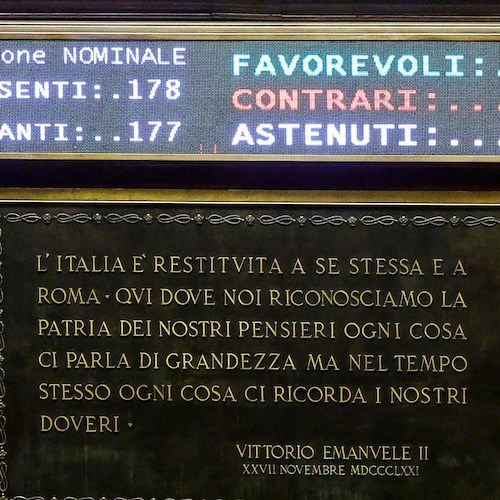 one NOMINALE
SENTI:.178
ANTI:..177
FAVOREVOLI:.
CONTRARI:...
ASTENUTI:...
L'ITALIA È RESTITVITA A SE STESSA E A
ROMA · QVI DOVE NOI RICONOSCIAMO LA
PATRIA DEI NOSTRI PENSIERI OGNI COSA
CI PARLA DI GRANDEZZA MA NEL TEMPO
STESSO OGNI COSA CI RICORDA I NOSTRI
DOVERI ·
VITTORIO EMANVELE II
XXVII NOVEMBRE MDCCCLXXI